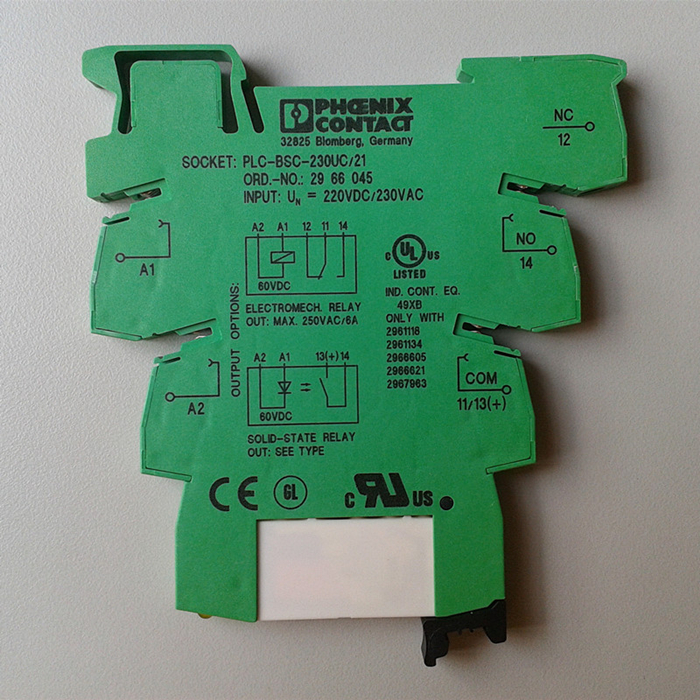 PHŒNIX
CONTACT
32825 Blomberg, Germany
NC
12
SOCKET: PLC-BSC-230UC/21
ORD.-NO.: 29 66 045
INPUT: UN = 220VDC/230VAC
A1
NO
14
OUTPUT OPTIONS:
A2 A1 12 11 14
60VDC
ELECTROMECH. RELAY
OUT: MAX. 250VAC/6A
C UL US
LISTED
IND. CONT. EQ.
49XB
ONLY WITH
2961118
2961134
2966605
2966621
2967963
A2 A1 13(+) 14
60VDC
SOLID-STATE RELAY
OUT: SEE TYPE
A2
COM
11/13(+)
CE GL c RU US